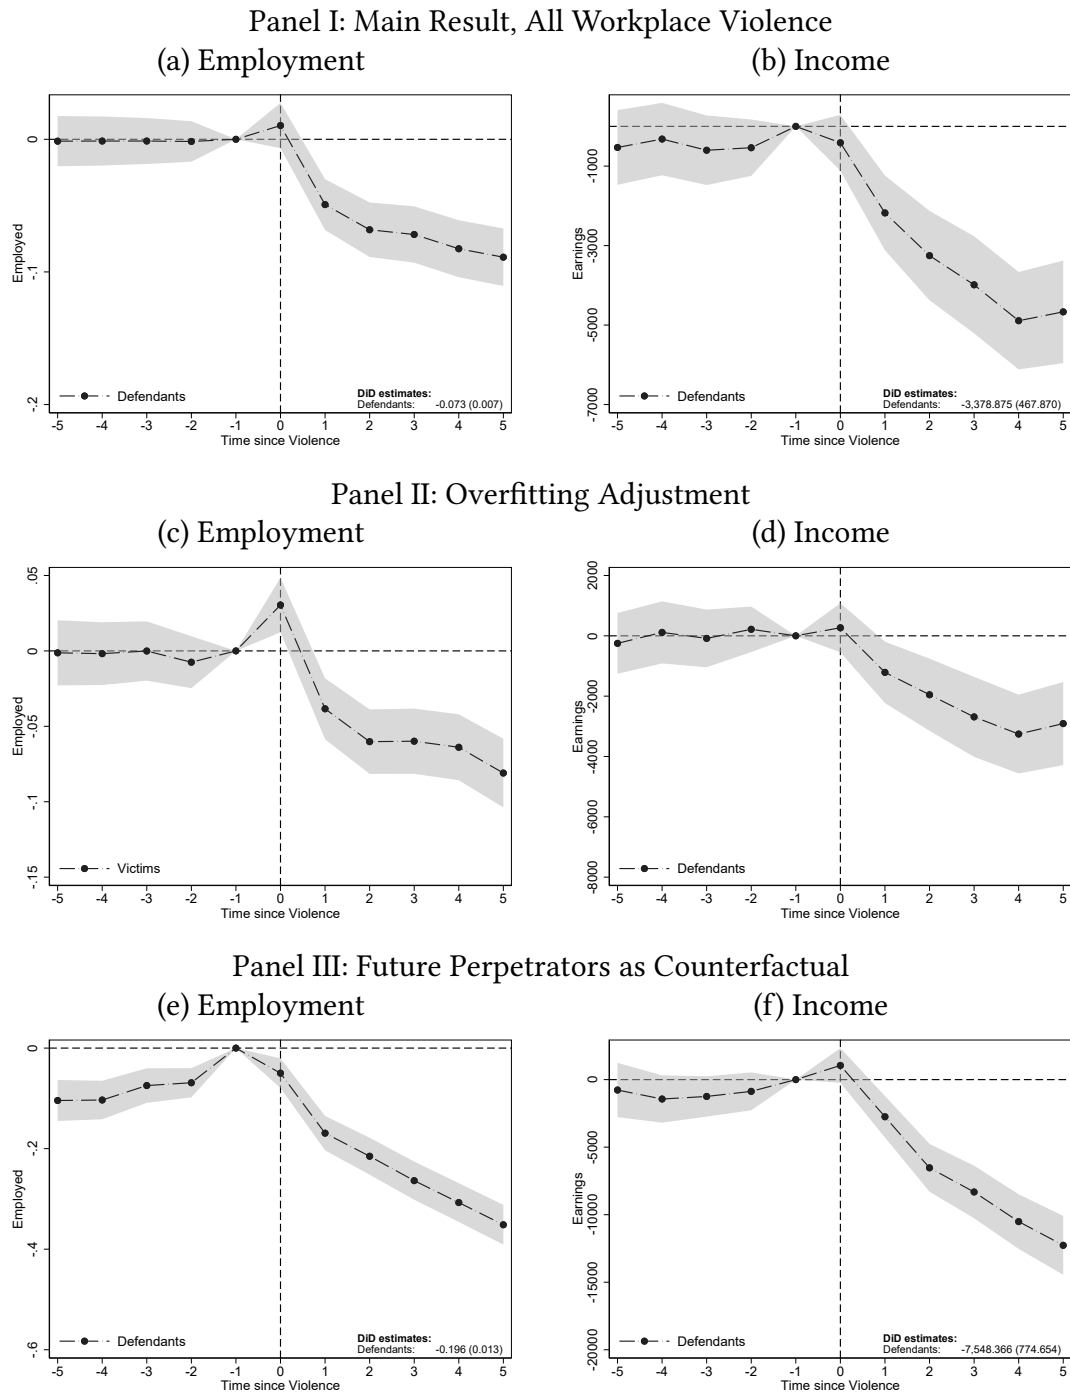 Panel I: Main Result, All Workplace Violence
(a) Employment
(b) Income
Employed
0
.1
-.2
Defendants
DiD estimates:
Defendants: -0.073 (0.007)
-5 -4 -3 -2 -1 0 1 2 3 4 5
Time since Violence
Earnings
-1000
-3000
-5000
-7000
Defendants
DiD estimates:
Defendants: -3,378.875 (467.870)
-5 -4 -3 -2 -1 0 1 2 3 4 5
Time since Violence
Panel II: Overfitting Adjustment
(c) Employment
(d) Income
Employed
.05
0
-.05
-.1
-.15
Victims
-5 -4 -3 -2 -1 0 1 2 3 4 5
Time since Violence
Earnings
2000
0
-2000
-4000
-6000
-8000
Defendants
-5 -4 -3 -2 -1 0 1 2 3 4 5
Time since Violence
Panel III: Future Perpetrators as Counterfactual
(e) Employment
(f) Income
Employed
0
-.2
-.4
-.6
Defendants
DiD estimates:
Defendants: -0.196 (0.013)
-5 -4 -3 -2 -1 0 1 2 3 4 5
Time since Violence
Earnings
0
-5000
-10000
-15000
-20000
Defendants
DiD estimates:
Defendants: -7,548.366 (774.654)
-5 -4 -3 -2 -1 0 1 2 3 4 5
Time since Violence